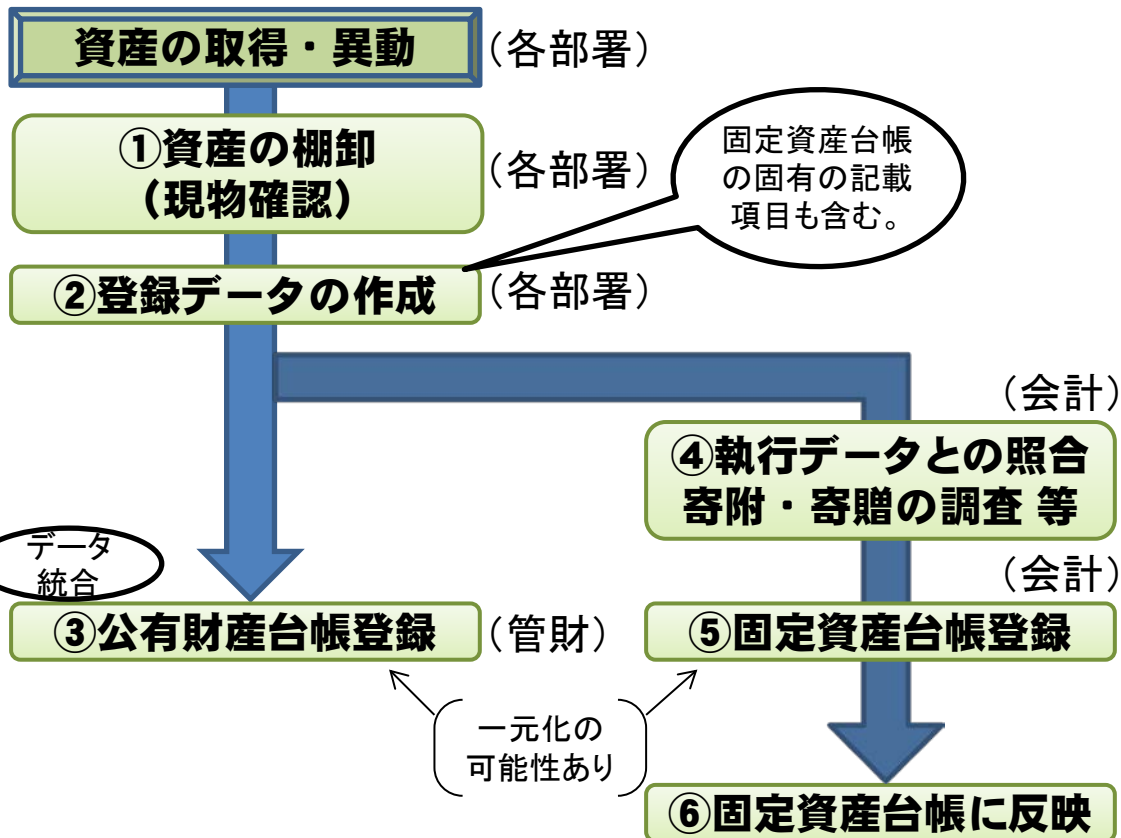 資産の取得・異動
（各部署）
①資産の棚卸
（現物確認）
（各部署）
固定資産台帳
の固有の記載
項目も含む。
②登録データの作成
（各部署）
（会計）
④執行データとの照合
寄附・寄贈の調査 等
データ
統合
（会計）
③公有財産台帳登録
（管財）
⑤固定資産台帳登録
一元化の
可能性あり
⑥固定資産台帳に反映